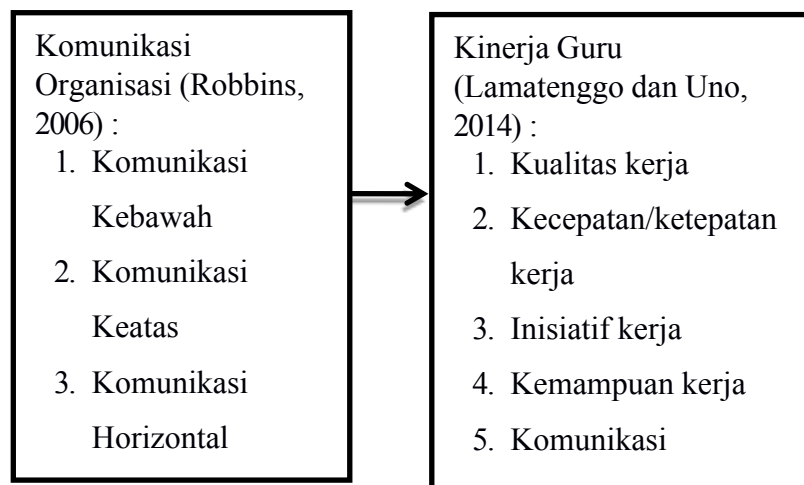 Komunikasi
Organisasi (Robbins,
2006) :
1. Komunikasi
Kebawah
2. Komunikasi
Keatas
3. Komunikasi
Horizontal
Kinerja Guru
(Lamatenggo dan Uno,
2014) :
1. Kualitas kerja
2. Kecepatan/ketepatan
kerja
3. Inisiatif kerja
4. Kemampuan kerja
5. Komunikasi